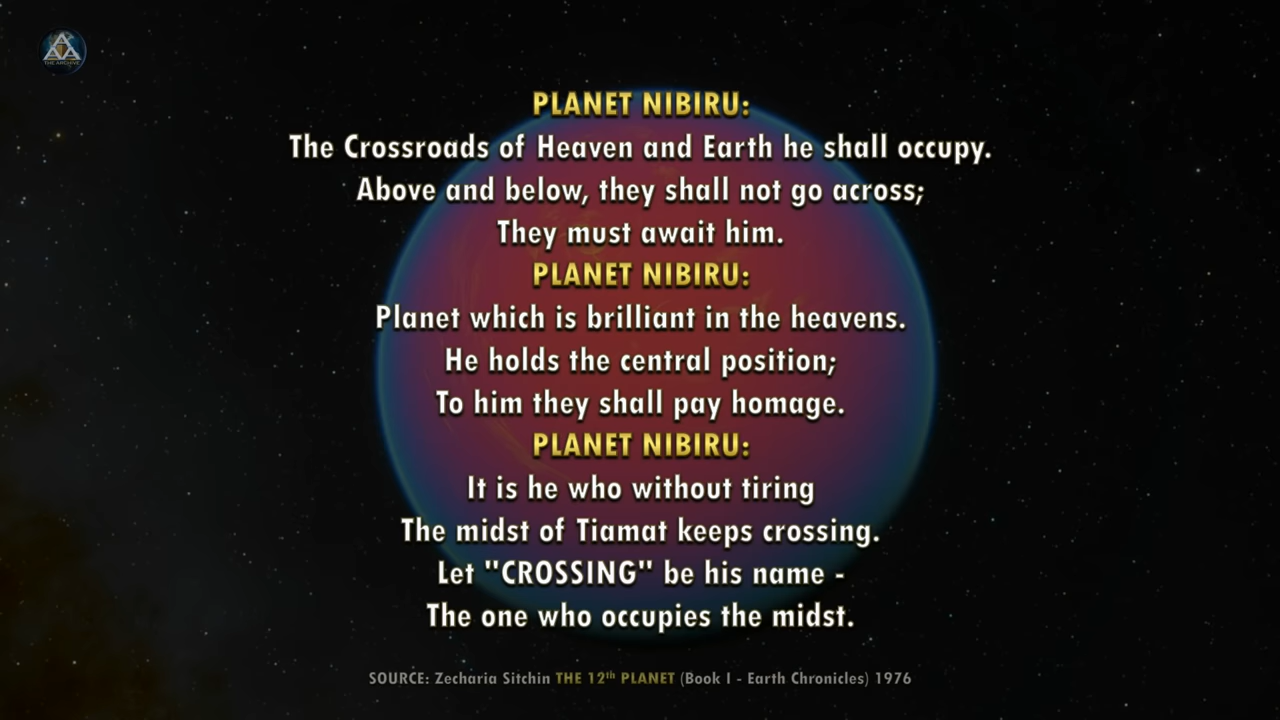 AAA
THE ARCHIVE
PLANET NIBIRU:
The Crossroads of Heaven and Earth he shall occupy.
Above and below, they shall not go across;
They must await him.
PLANET NIBIRU:
Planet which is brilliant in the heavens.
He holds the central position;
To him they shall pay homage.
PLANET NIBIRU:
It is he who without tiring
The midst of Tiamat keeps crossing.
Let "CROSSING" be his name -
The one who occupies the midst.
SOURCE: Zecharia Sitchin THE 12th PLANET (Book I - Earth Chronicles) 1976